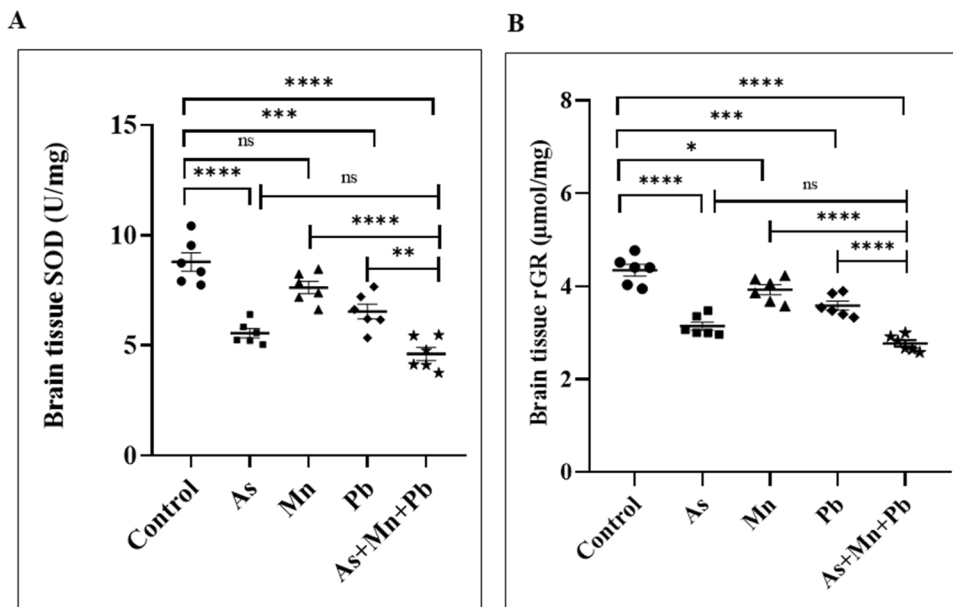 A
****
***
ns
ns
****
****
**
Brain tissue SOD (U/mg)
15
10
5
0
Control
As
Mn
Pb
As+Mn+Pb
B
****
***
*
ns
****
****
****
Brain tissue rGR (µmol/mg)
8
6
4
2
0
Control
As
Mn
Pb
As+Mn+Pb